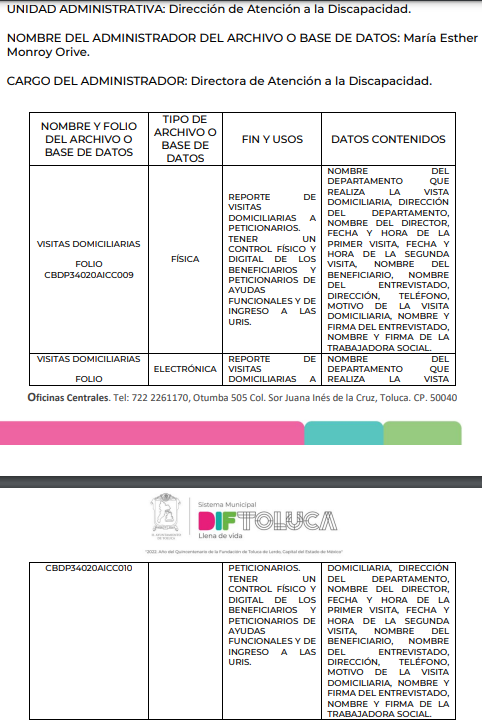 UNIDAD ADMINISTRATIVA: Dirección de Atención a la Discapacidad.
NOMBRE DEL ADMINISTRADOR DEL ARCHIVO O BASE DE DATOS: María Esther
Monroy Orive.
CARGO DEL ADMINISTRADOR: Directora de Atención a la Discapacidad.
NOMBRE Y FOLIO
DEL ARCHIVO O
BASE DE DATOS
TIPO DE
ARCHIVO O
BASE DE
DATOS
FIN Y USOS
DATOS CONTENIDOS
VISITAS DOMICILIARIAS
FOLIO
CBDP34020AICC009
FÍSICA
REPORTE DE
VISITAS
DOMICILIARIAS A
PETICIONARIOS.
TENER UN
CONTROL FÍSICO Y
DIGITAL DE LOS
BENEFICIARIOS Y
PETICIONARIOS DE
AYUDAS
FUNCIONALES Y DE
INGRESO A LAS
URIS.
NOMBRE DEL
DEPARTAMENTO QUE
REALIZA LA VISTA
DOMICILIARIA, DIRECCIÓN
DEL DEPARTAMENTO,
NOMBRE DEL DIRECTOR,
FECHA Y HORA DE LA
PRIMER VISITA, FECHA Y
HORA DE LA SEGUNDA
VISITA, NOMBRE DEL
BENEFICIARIO, NOMBRE
DEL ENTREVISTADO,
DIRECCIÓN, TELÉFONO,
MOTIVO DE LA VISITA
DOMICILIARIA, NOMBRE Y
FIRMA DEL ENTREVISTADO,
NOMBRE Y FIRMA DE LA
TRABAJADORA SOCIAL.
VISITAS DOMICILIARIAS
FOLIO
ELECTRÓNICA
REPORTE DE
VISITAS
DOMICILIARIAS A
NOMBRE DEL
DEPARTAMENTO QUE
REALIZA LA VISTA
Oficinas Centrales. Tel: 722 2261170, Otumba 505 Col. Sor Juana Inés de la Cruz, Toluca. CP. 50040
Sistema Municipal
DIFTOLUCA
Llena de vida
"2022. Año del Quincentenario de la Fundación de Toluca de Lerdo, Capital del Estado de México"
CBDP34020AICC010
PETICIONARIOS.
TENER UN
CONTROL FÍSICO Y
DIGITAL DE LOS
BENEFICIARIOS Y
PETICIONARIOS DE
AYUDAS
FUNCIONALES Y DE
INGRESO A LAS
URIS.
DOMICILIARIA, DIRECCIÓN
DEL DEPARTAMENTO,
NOMBRE DEL DIRECTOR,
FECHA Y HORA DE LA
PRIMER VISITA, FECHA Y
HORA DE LA SEGUNDA
VISITA, NOMBRE DEL
BENEFICIARIO, NOMBRE
DEL ENTREVISTADO,
DIRECCIÓN, TELÉFONO,
MOTIVO DE LA VISITA
DOMICILIARIA, NOMBRE Y
FIRMA DEL ENTREVISTADO,
NOMBRE Y FIRMA DE LA
TRABAJADORA SOCIAL.